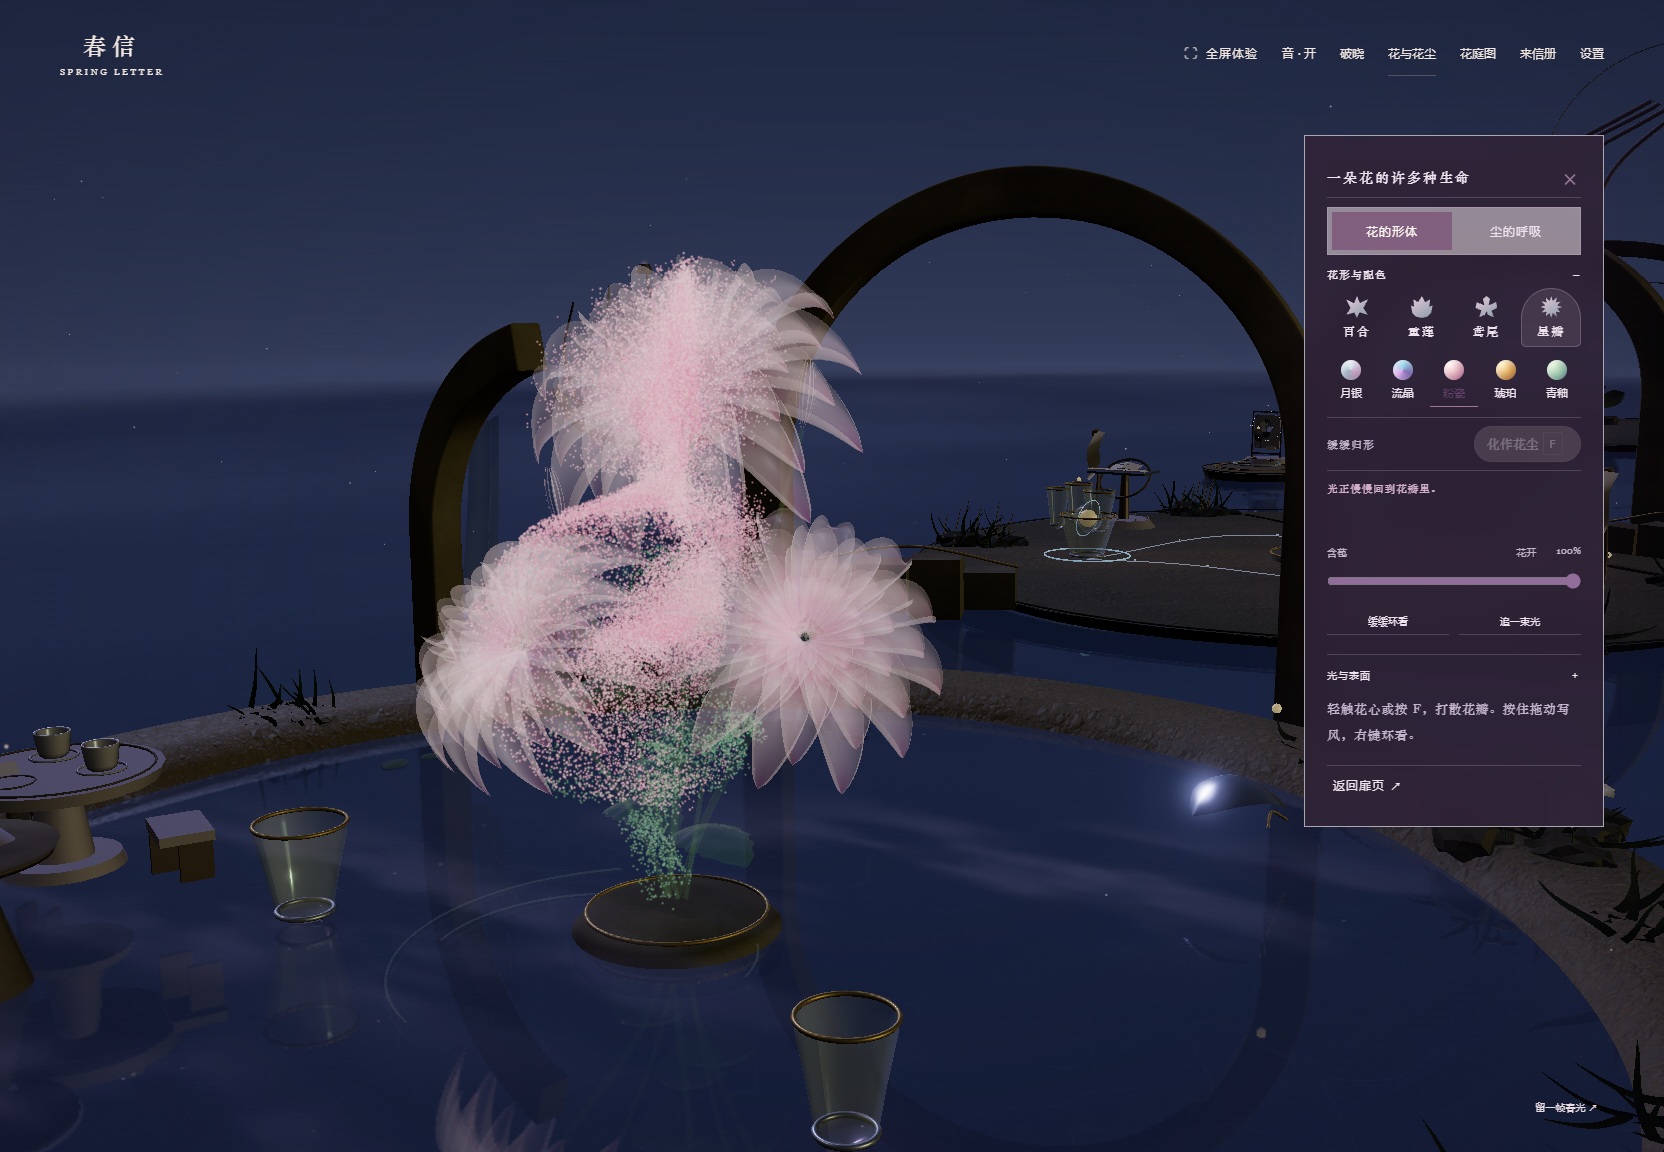 春信
SPRING LETTER
全屏体验 音·开 破晓 花与花尘 花庭图 来信册 设置
一朵花的许多种生命
花的形体 尘的呼吸
花形与配色
百合 重莲 鸢尾 星瓣
月银 流晶 粉瓷 琥珀 青釉
缓缓归形 化作花尘 F
光正慢慢回到花瓣里。
含苞 花开 100%
缓缓环看 追一束光
光与表面 +
轻触花心或按 F，打散花瓣。按住拖动写
风，右键环看。
返回扉页 ↗
留一帧春光 ↗